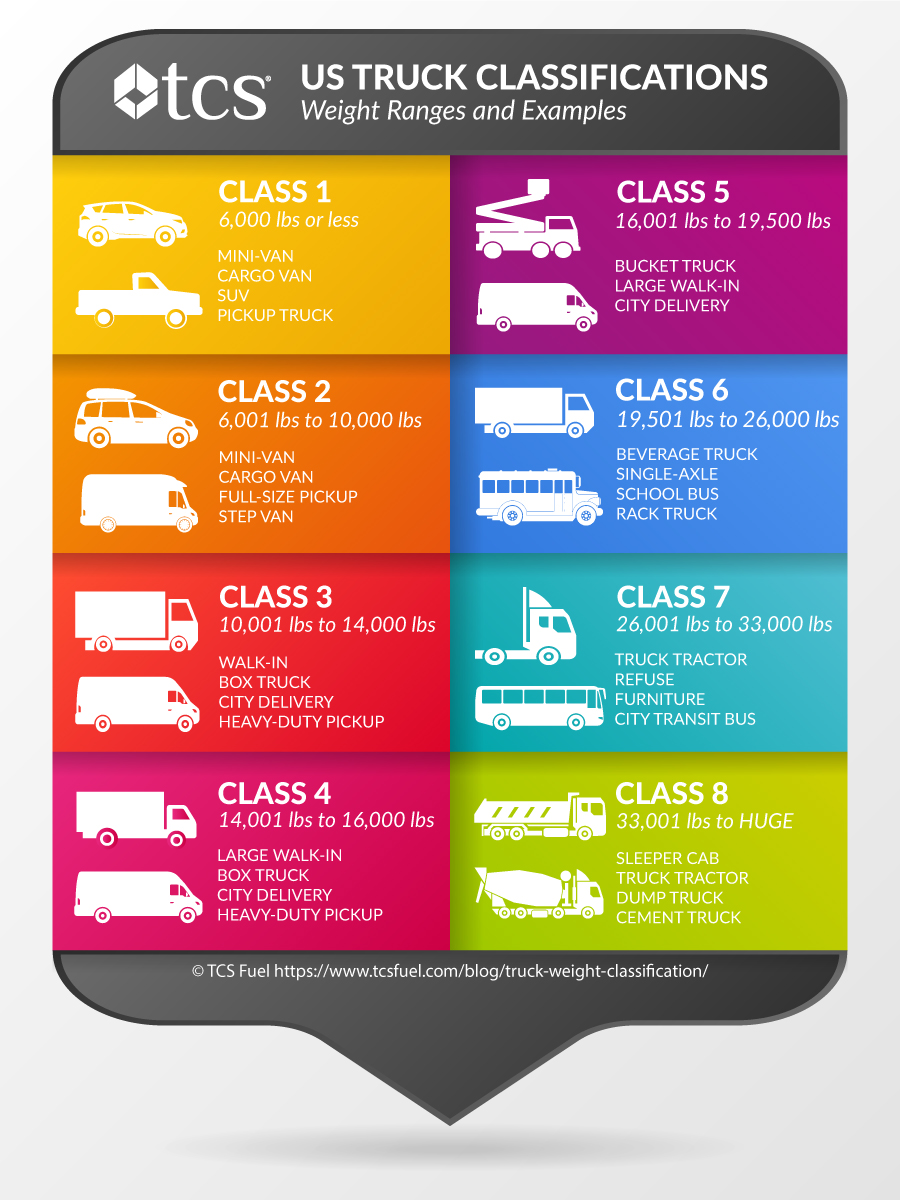 tcs®
US TRUCK CLASSIFICATIONS
Weight Ranges and Examples
CLASS 1
6,000 lbs or less
MINI-VAN
CARGO VAN
SUV
PICKUP TRUCK
CLASS 2
6,001 lbs to 10,000 lbs
MINI-VAN
CARGO VAN
FULL-SIZE PICKUP
STEP VAN
CLASS 3
10,001 lbs to 14,000 lbs
WALK-IN
BOX TRUCK
CITY DELIVERY
HEAVY-DUTY PICKUP
CLASS 4
14,001 lbs to 16,000 lbs
LARGE WALK-IN
BOX TRUCK
CITY DELIVERY
HEAVY-DUTY PICKUP
CLASS 5
16,001 lbs to 19,500 lbs
BUCKET TRUCK
LARGE WALK-IN
CITY DELIVERY
CLASS 6
19,501 lbs to 26,000 lbs
BEVERAGE TRUCK
SINGLE-AXLE
SCHOOL BUS
RACK TRUCK
CLASS 7
26,001 lbs to 33,000 lbs
TRUCK TRACTOR
REFUSE
FURNITURE
CITY TRANSIT BUS
CLASS 8
33,001 lbs to HUGE
SLEEPER CAB
TRUCK TRACTOR
DUMP TRUCK
CEMENT TRUCK
© TCS Fuel https://www.tcsfuel.com/blog/truck-weight-classification/